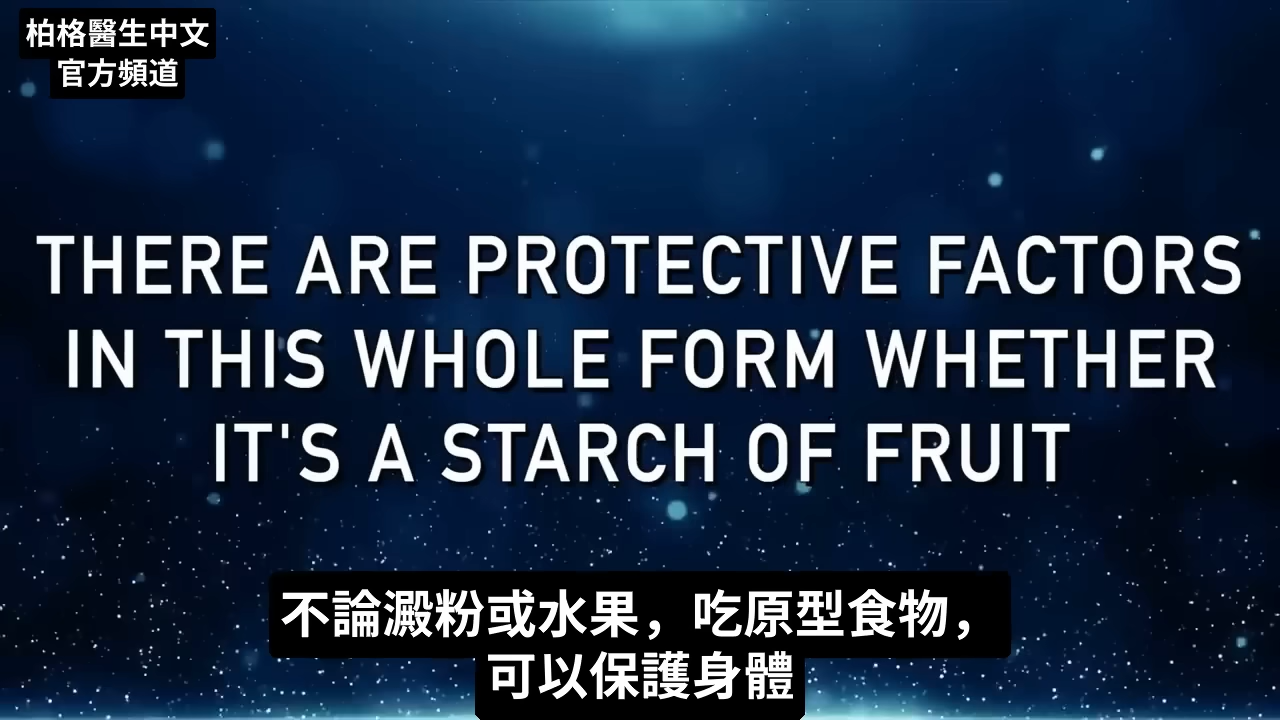 柏格醫生中文
官方頻道
THERE ARE PROTECTIVE FACTORS
IN THIS WHOLE FORM WHETHER
IT'S A STARCH OF FRUIT
不論澱粉或水果，吃原型食物，
可以保護身體